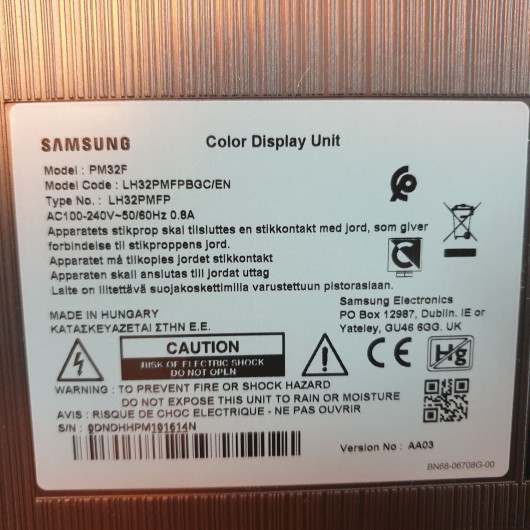 SAMSUNG
Color Display Unit
Model : PM32F
Model Code : LH32PMFPBGC/EN
Type No. : LH32PMFP
AC100-240V~50/60Hz 0.8A
Apparatets stikprop skal tilsluttes en stikkontakt med jord, som giver
forbindelse til stikproppens jord.
Apparatet må tilkoples jordet stikkontakt
Apparaten skall anslutas till jordat uttag
Laite on liitettävä suojakoskettimilla varustettuun pistorasiaan.
MADE IN HUNGARY
ΚΑΤΑΣΚΕΥΑΖΕΤΑΙ ΣΤΗΝ Ε.Ε.
Samsung Electronics
PO Box 12987, Dublin. IE or
Yateley, GU46 6GG. UK
CAUTION
RISK OF ELECTRIC SHOCK
DO NOT OPEN
CE
Hg
WARNING : TO PREVENT FIRE OR SHOCK HAZARD
DO NOT EXPOSE THIS UNIT TO RAIN OR MOISTURE
AVIS : RISQUE DE CHOC ELECTRIQUE - NE PAS OUVRIR
S/N : 0DNDHHPM101614N
Version No : AA03
BN68-06708G-00